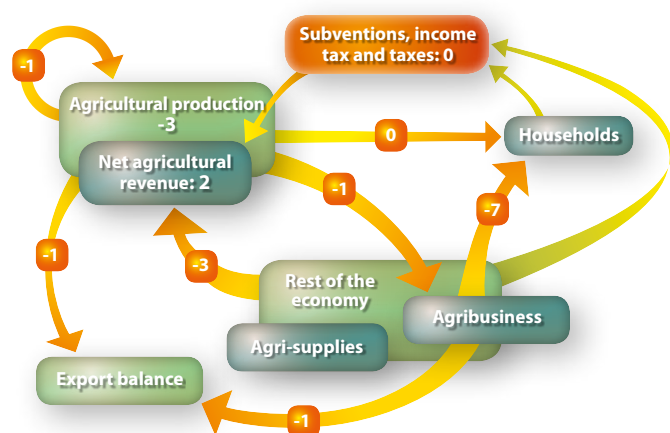 Subventions, income
tax and taxes: 0
-1
Agricultural production
-3
0
Households
Net agricultural
revenue: 2
-1
-7
-1
-3
Rest of the
economy
Agribusiness
Agri-supplies
Export balance
-1